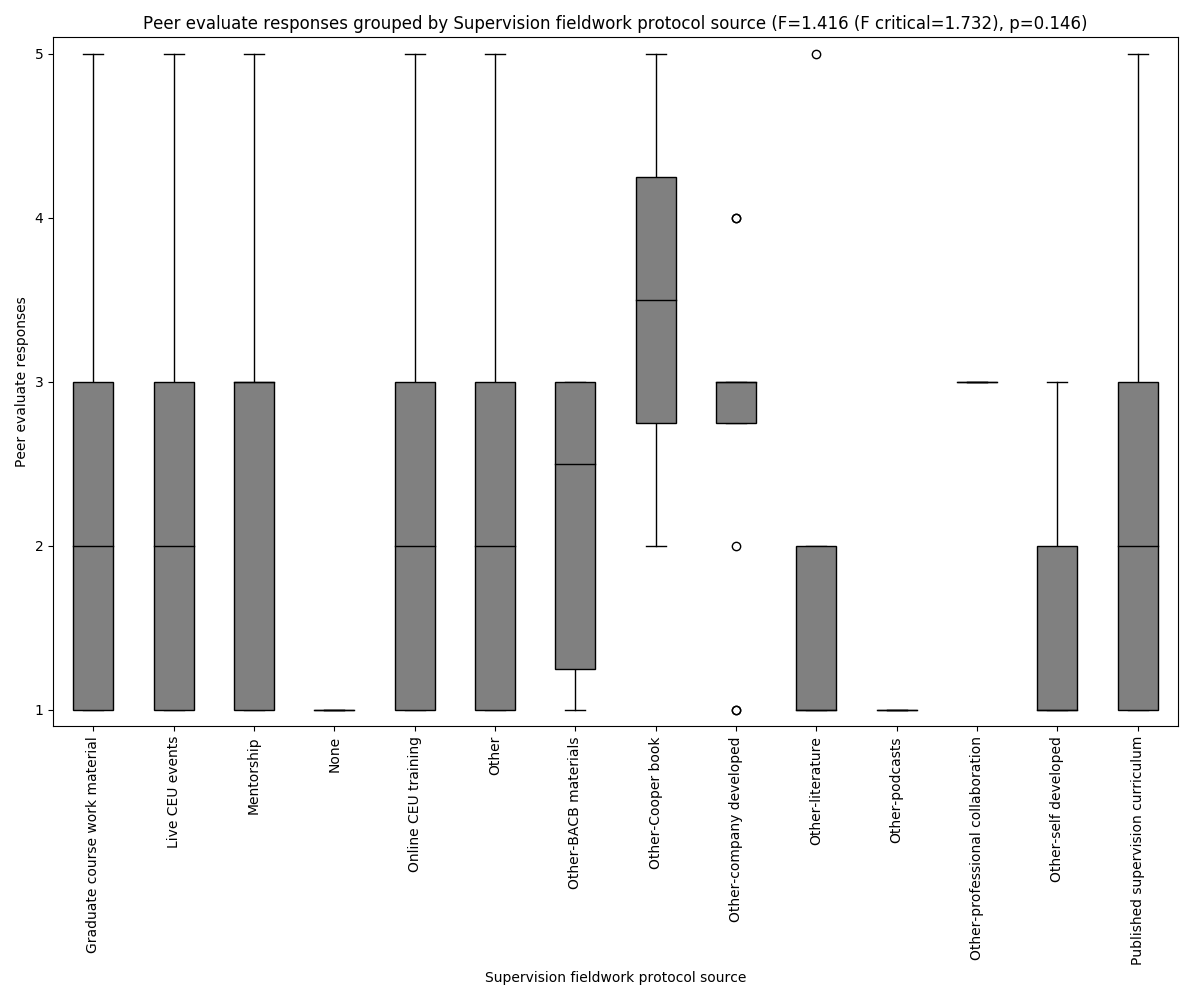 Peer evaluate responses grouped by Supervision fieldwork protocol source (F=1.416 (F critical=1.732), p=0.146)
Peer evaluate responses
5
4
3
2
1
Graduate course work material
Live CEU events
Mentorship
None
Online CEU training
Other
Other-BACB materials
Other-Cooper book
Other-company developed
Other-literature
Other-podcasts
Other-professional collaboration
Other-self developed
Published supervision curriculum
Supervision fieldwork protocol source